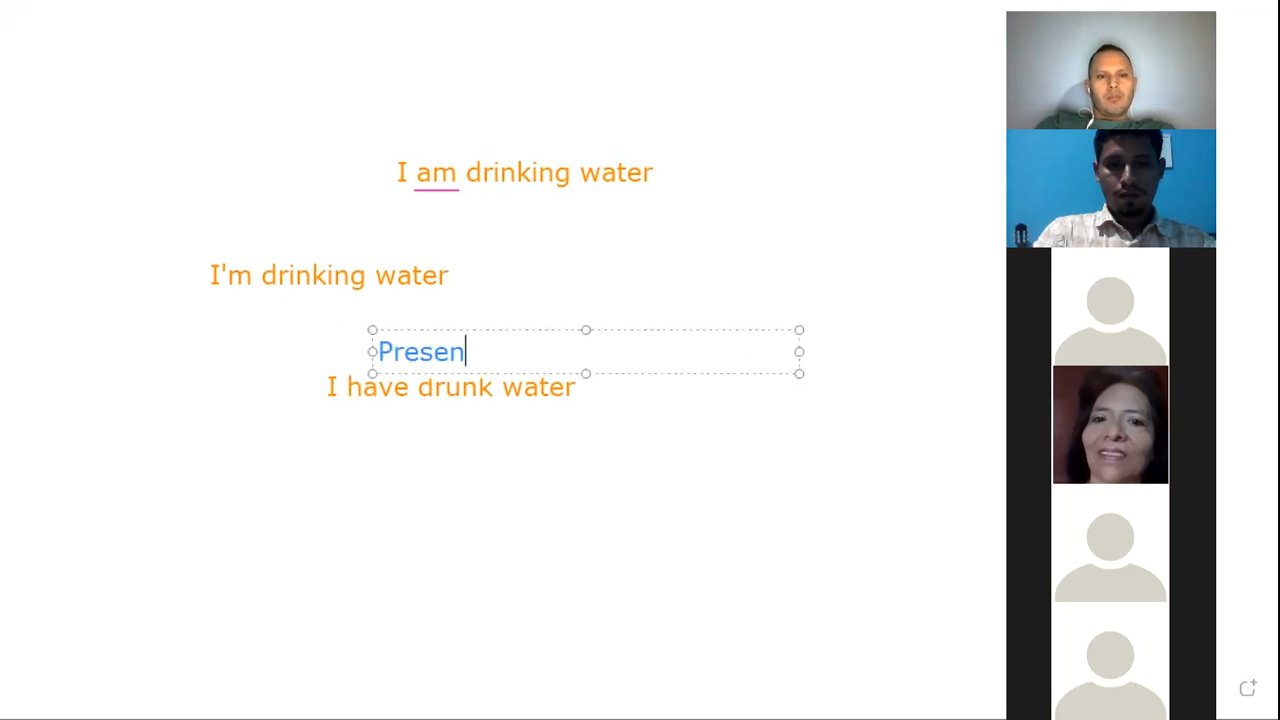 I am drinking water
I'm drinking water
Presen
I have drunk water